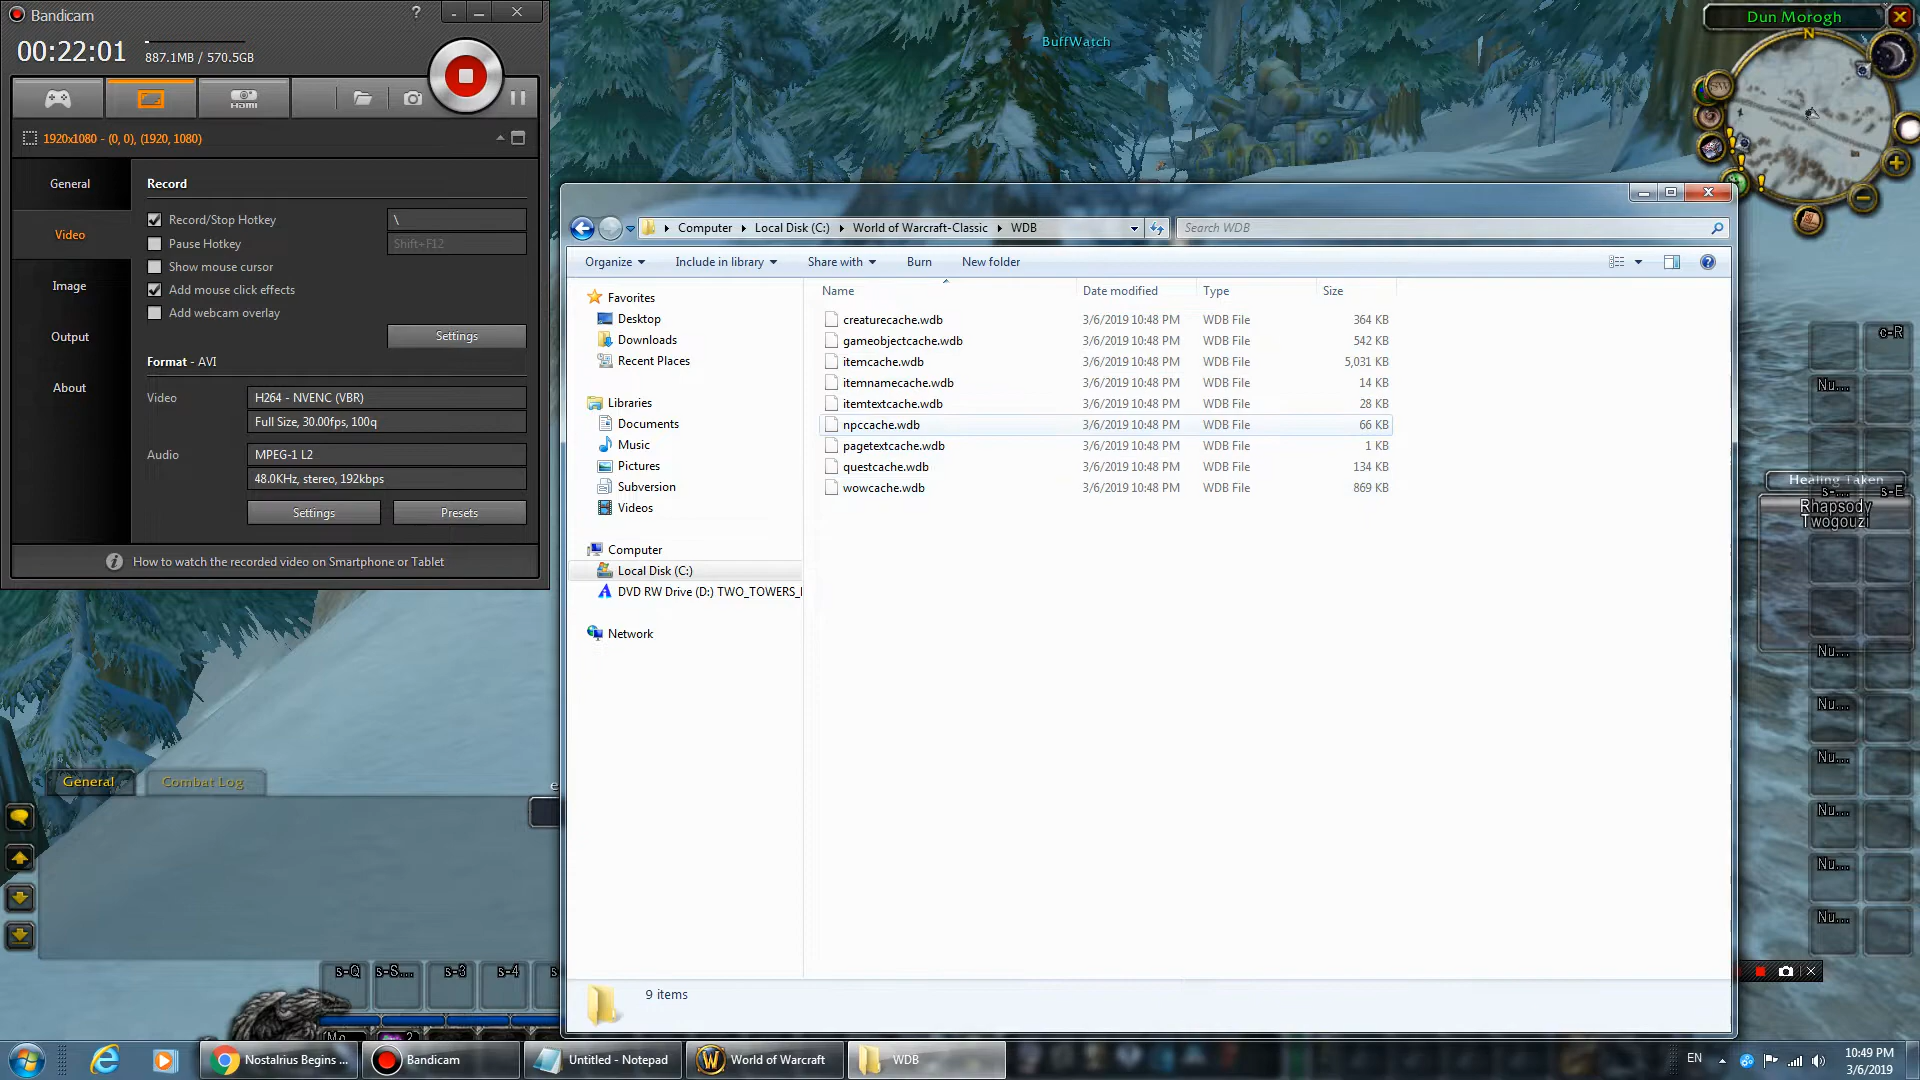 Bandicam
00:22:01
887.1MB / 570.5GB
HDMI
1920x1080 - (0, 0), (1920, 1080)
General
Video
Image
Output
About
Record
Record/Stop Hotkey
\
Pause Hotkey
Shift+F12
Show mouse cursor
Add mouse click effects
Add webcam overlay
Settings
Format - AVI
Video
H264 - NVENC (VBR)
Full Size, 30.00fps, 100q
Audio
MPEG-1 L2
48.0KHz, stereo, 192kbps
Settings
Presets
How to watch the recorded video on Smartphone or Tablet
BuffWatch
Dun Morogh
N
Computer
Local Disk (C:)
World of Warcraft-Classic
WDB
Search WDB
Organize
Include in library
Share with
Burn
New folder
Favorites
Desktop
Downloads
Recent Places
Libraries
Documents
Music
Pictures
Subversion
Videos
Computer
Local Disk (C:)
DVD RW Drive (D:) TWO_TOWERS_
Network
Name Date modified Type Size
creaturecache.wdb 3/6/2019 10:48 PM WDB File 364 KB
gameobjectcache.wdb 3/6/2019 10:48 PM WDB File 542 KB
itemcache.wdb 3/6/2019 10:48 PM WDB File 5,031 KB
itemnamecache.wdb 3/6/2019 10:48 PM WDB File 14 KB
itemtextcache.wdb 3/6/2019 10:48 PM WDB File 28 KB
npccache.wdb 3/6/2019 10:48 PM WDB File 66 KB
pagetextcache.wdb 3/6/2019 10:48 PM WDB File 1 KB
questcache.wdb 3/6/2019 10:48 PM WDB File 134 KB
wowcache.wdb 3/6/2019 10:48 PM WDB File 869 KB
9 items
c-R
Nu...
Healing Taken
s-... s-E
Rhapsody
Twogouzi
Nu...
Nu...
Nu...
Nu...
Nu...
Nu...
General
Combat Log
s-Q
s-S...
s-3
s-4
Nostalrius Begins ...
Bandicam
Untitled - Notepad
World of Warcraft
WDB
EN
10:49 PM
3/6/2019